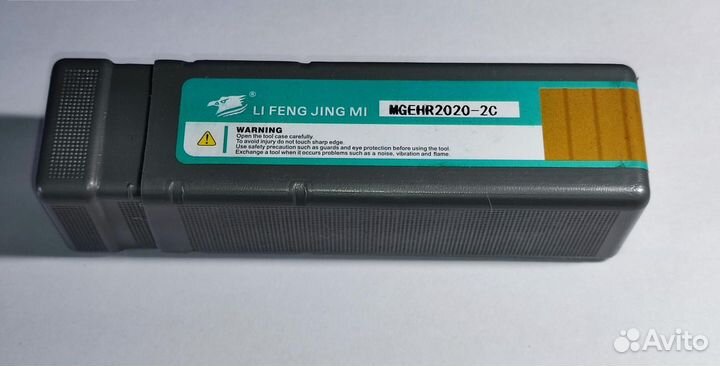 ® LI FENG JING MI MGEHR2020-2C
WARNING
Open the tool case carefully.
To avoid injury do not touch sharp edge.
Use safety precaution such as guards and eye protection before using the tool.
Exchange a tool when it occurs problems such as a noise, vibration and flame.
Avito